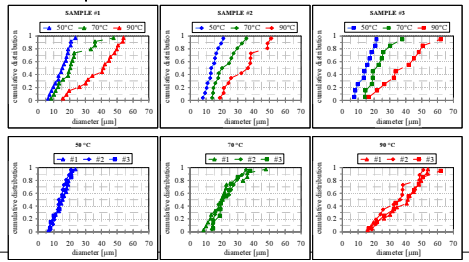 SAMPLE #1
50°C 70°C 90°C
cumulative distribution
1
0.8
0.6
0.4
0.2
0
0 10 20 30 40 50 60 70
diameter [µm]
SAMPLE #2
50°C 70°C 90°C
cumulative distribution
1
0.8
0.6
0.4
0.2
0
0 10 20 30 40 50 60 70
diameter [µm]
SAMPLE #3
50°C 70°C 90°C
cumulative distribution
1
0.8
0.6
0.4
0.2
0
0 10 20 30 40 50 60 70
diameter [µm]
50 °C
#1 #2 #3
cumulative distribution
1
0.8
0.6
0.4
0.2
0
0 10 20 30 40 50 60 70
diameter [µm]
70 °C
#1 #2 #3
cumulative distribution
1
0.8
0.6
0.4
0.2
0
0 10 20 30 40 50 60 70
diameter [µm]
90 °C
#1 #2 #3
cumulative distribution
1
0.8
0.6
0.4
0.2
0
0 10 20 30 40 50 60 70
diameter [µm]